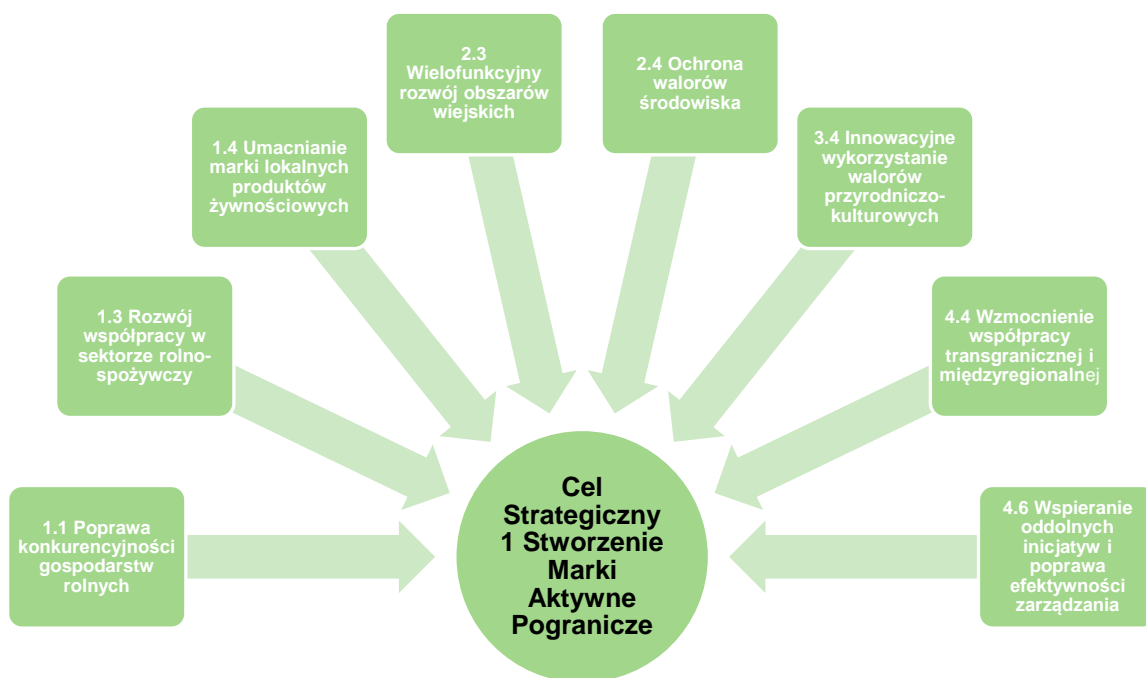 2.3
Wielofunkcyjny
rozwój obszarów
wiejskich
2.4 Ochrona
walorów
środowiska
1.4 Umacnianie
marki lokalnych
produktów
żywnościowych
3.4 Innowacyjne
wykorzystanie
walorów
przyrodniczo-
kulturowych
1.3 Rozwój
współpracy w
sektorze rolno-
spożywczy
4.4 Wzmocnienie
współpracy
transgranicznej i
międzyregionalnej
1.1 Poprawa
konkurencyjności
gospodarstw
rolnych
Cel
Strategiczny
1 Stworzenie
Marki
Aktywne
Pogranicze
4.6 Wspieranie
oddolnych
inicjatyw i
poprawa
efektywności
zarządzania